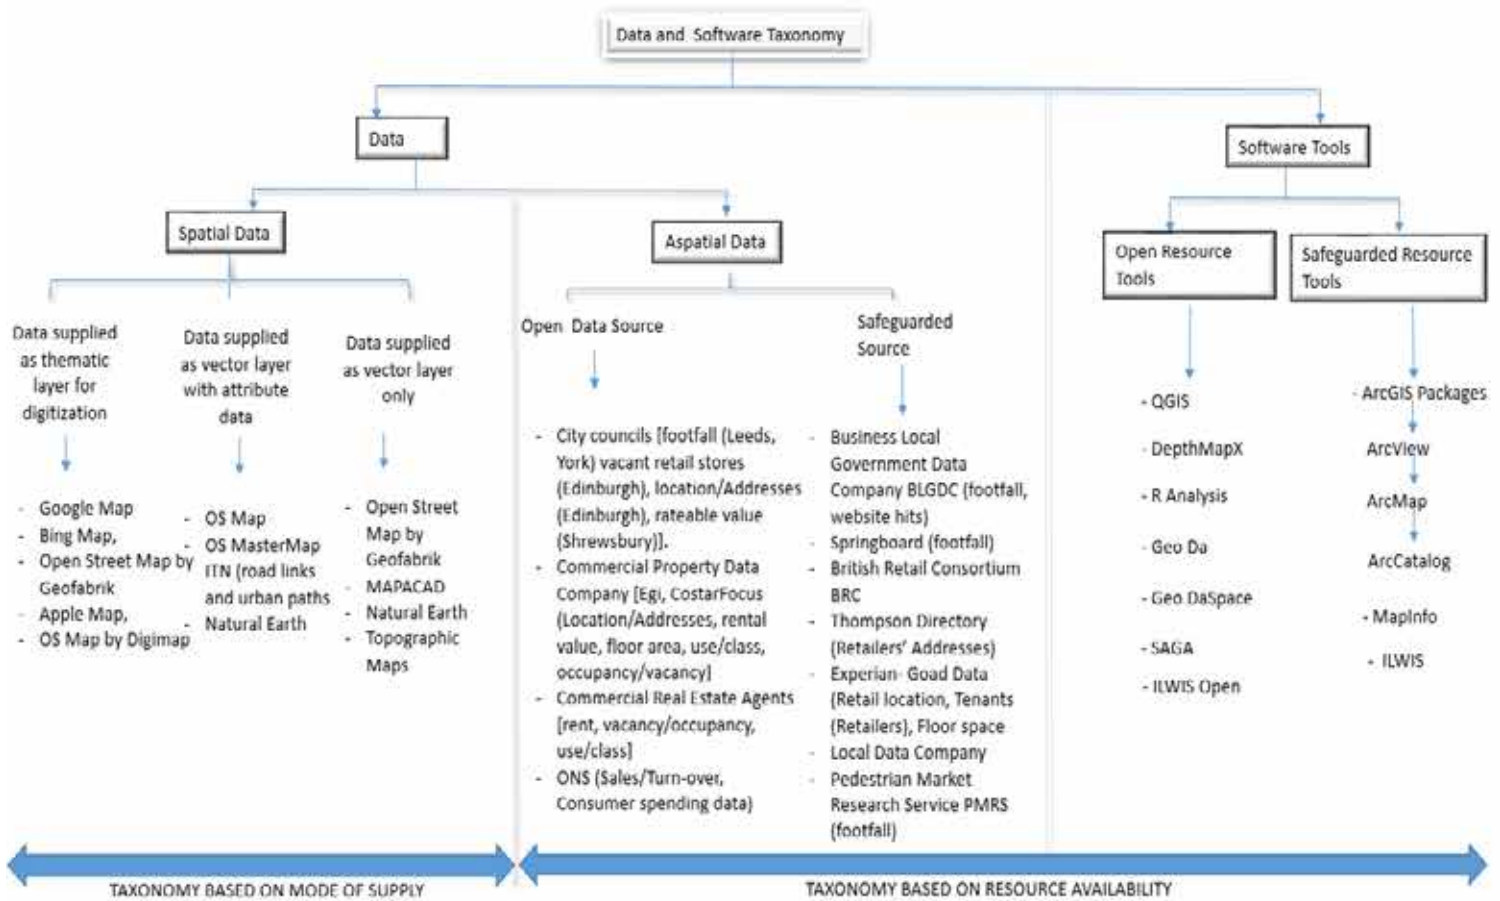 Data and Software Taxonomy
Data
Software Tools
Spatial Data
Aspatial Data
Open Resource
Tools
Safeguarded Resource
Tools
Data supplied
as thematic
layer for
digitization
Data supplied
as vector layer
with attribute
data
Data supplied
as vector layer
only
Open Data Source
Safeguarded
Source
- Google Map
- Bing Map,
- Open Street Map by
Geofabrik
- Apple Map,
- OS Map by Digimap
- OS Map
- OS MasterMap
ITN (road links
and urban paths
- Natural Earth
- Open Street
Map by
Geofabrik
- MAPACAD
- Natural Earth
- Topographic
Maps
- City councils [footfall (Leeds,
York) vacant retail stores
(Edinburgh), location/Addresses
(Edinburgh), rateable value
(Shrewsbury)].
- Commercial Property Data
Company [Egi, CostarFocus
(Location/Addresses, rental
value, floor area, use/class,
occupancy/vacancy]
- Commercial Real Estate Agents
[rent, vacancy/occupancy,
use/class]
- ONS (Sales/Turn-over,
Consumer spending data)
- Business Local
Government Data
Company BLGDC (footfall,
website hits)
- Springboard (footfall)
- British Retail Consortium
BRC
- Thompson Directory
(Retailers' Addresses)
- Experian- Goad Data
(Retail location, Tenants
(Retailers), Floor space
- Local Data Company
- Pedestrian Market
Research Service PMRS
(footfall)
- QGIS
- DepthMapX
- R Analysis
- Geo Da
- Geo DaSpace
- SAGA
- ILWIS Open
- ArcGIS Packages
ArcView
ArcMap
ArcCatalog
- MapInfo
- ILWIS
TAXONOMY BASED ON MODE OF SUPPLY
TAXONOMY BASED ON RESOURCE AVAILABILITY